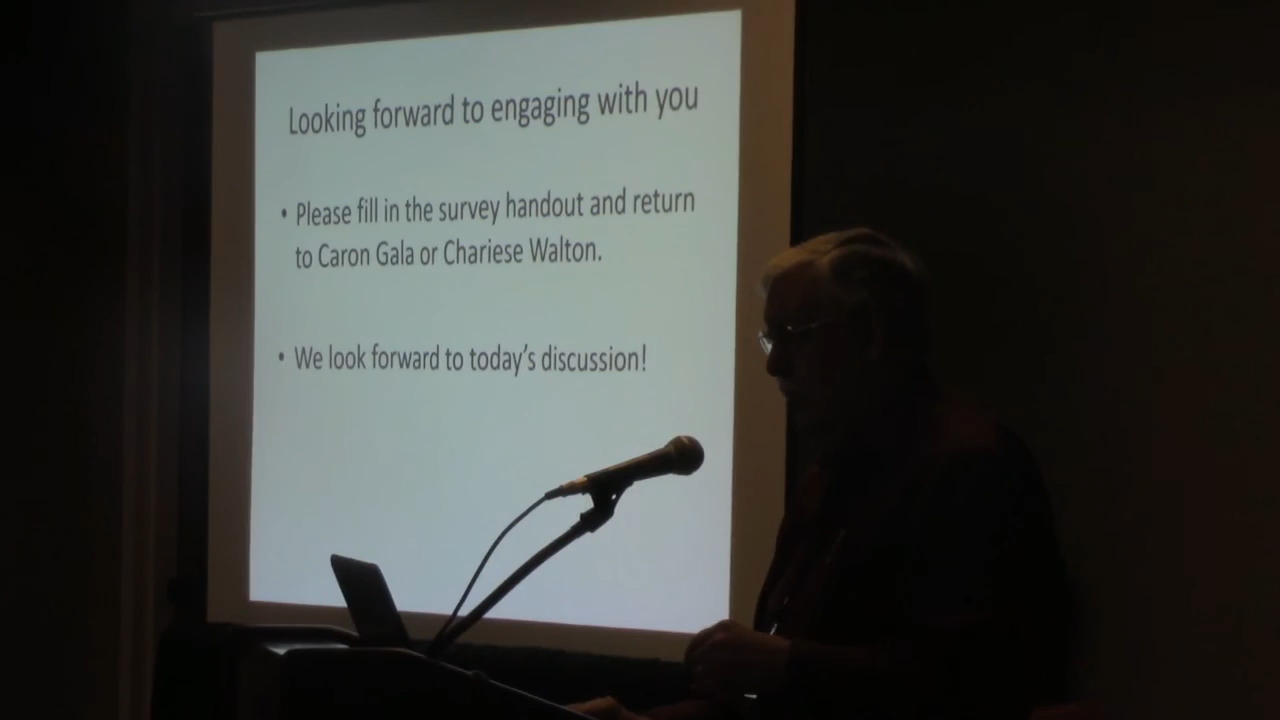 Looking forward to engaging with you
• Please fill in the survey handout and return
to Caron Gala or Chariese Walton.
• We look forward to today's discussion!